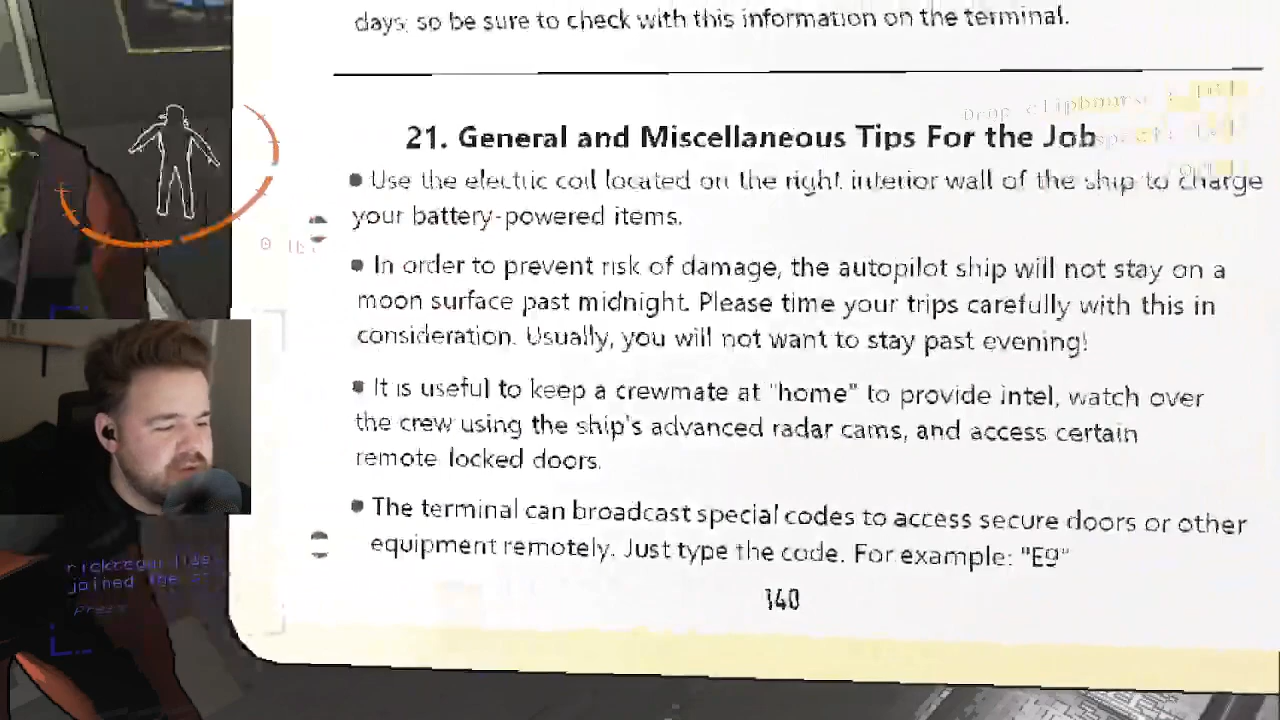 days, so be sure to check with this information on the terminal.
21. General and Miscellaneous Tips For the Job
● Use the electric coil located on the right interior wall of the ship to charge
your battery-powered items.
● In order to prevent risk of damage, the autopilot ship will not stay on a
moon surface past midnight. Please time your trips carefully with this in
consideration. Usually, you will not want to stay past evening!
● It is useful to keep a crewmate at "home" to provide intel, watch over
the crew using the ship's advanced radar cams, and access certain
remote locked doors.
● The terminal can broadcast special codes to access secure doors or other
equipment remotely. Just type the code. For example: "E9"
140
joined the